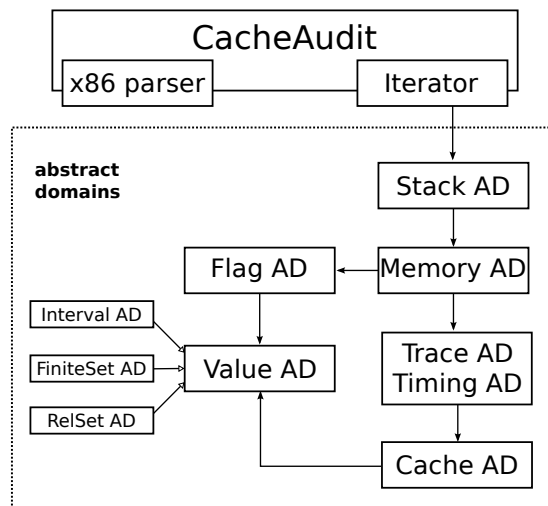 CacheAudit
x86 parser
Iterator
abstract
domains
Stack AD
Flag AD
Memory AD
Interval AD
FiniteSet AD
RelSet AD
Value AD
Trace AD
Timing AD
Cache AD